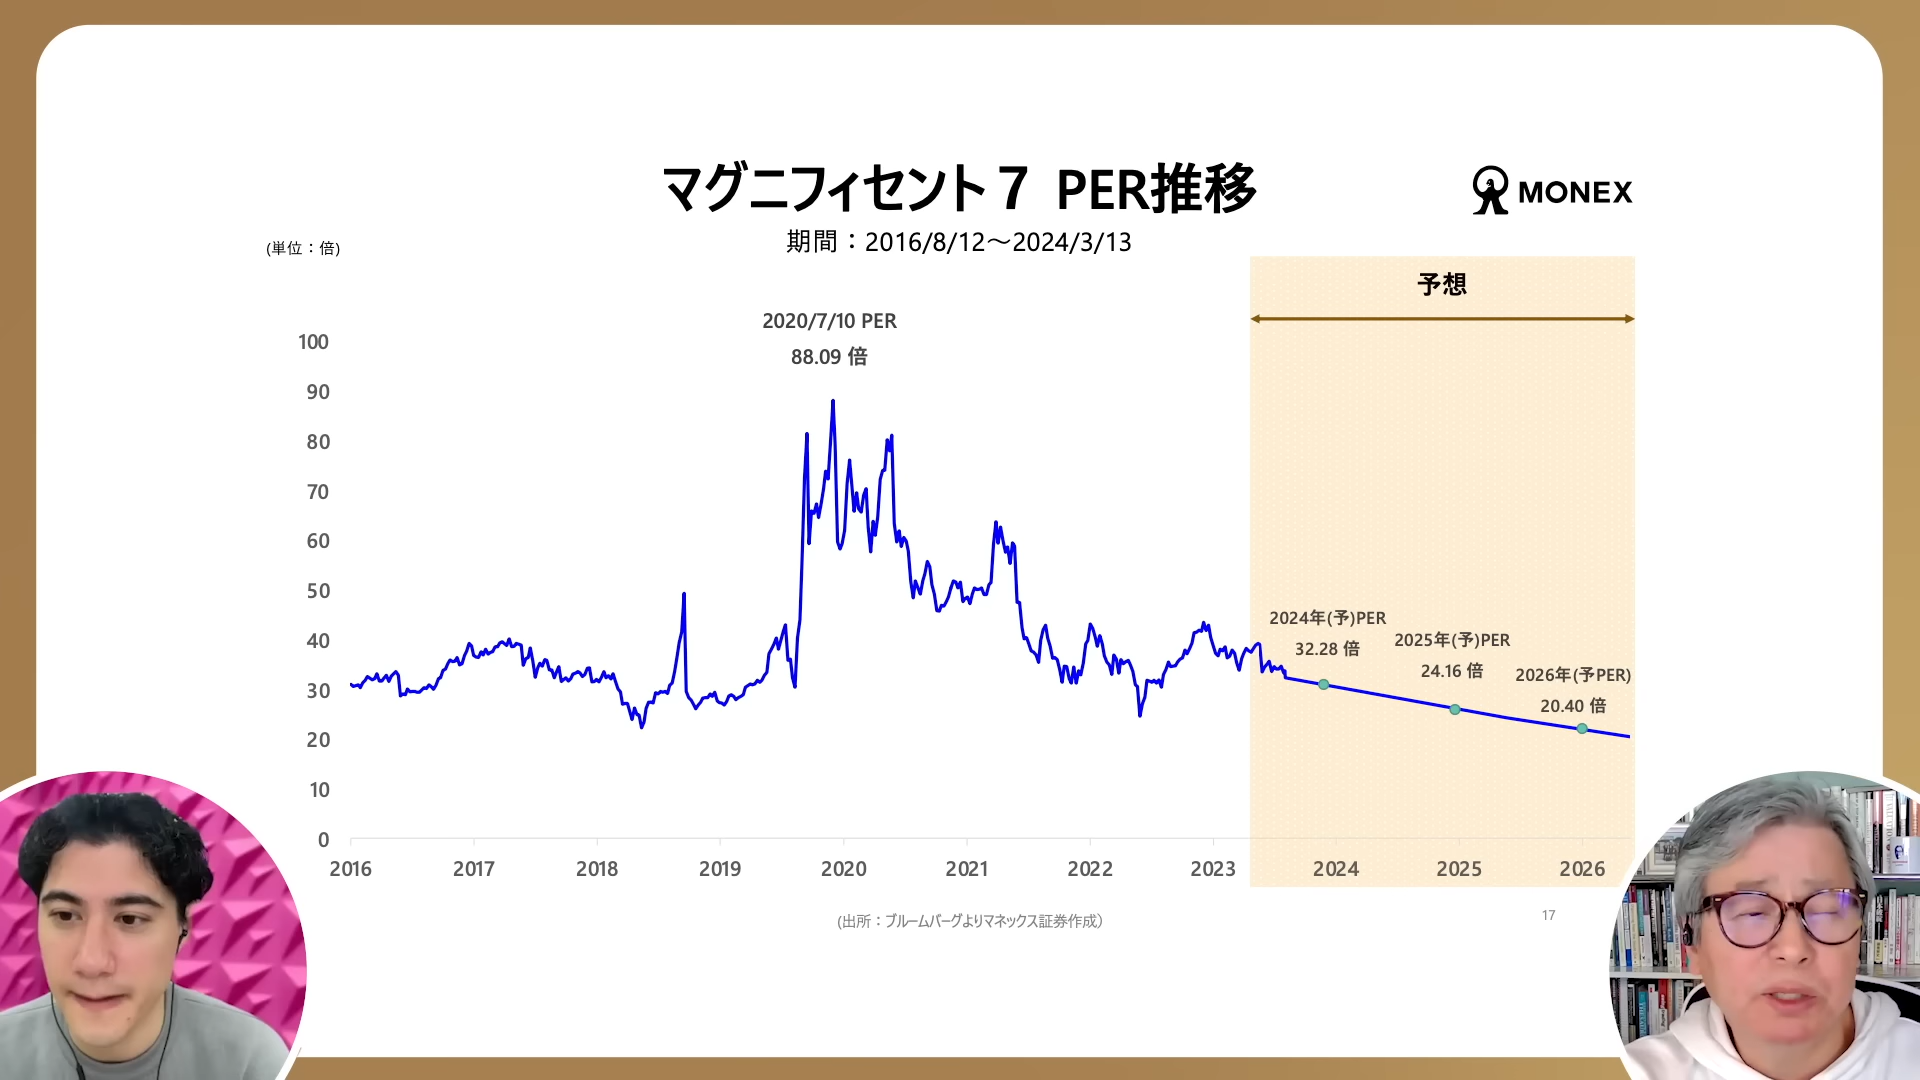 マグニフィセント７ PER推移
MONEX
期間：2016/8/12～2024/3/13
(単位：倍)
予想
2020/7/10 PER
88.09 倍
100
90
80
70
60
50
40
30
20
10
0
2024年(予)PER
32.28 倍
2025年(予)PER
24.16 倍
2026年(予PER)
20.40 倍
2016 2017 2018 2019 2020 2021 2022 2023 2024 2025 2026
(出所：ブルームバーグよりマネックス証券作成)
17